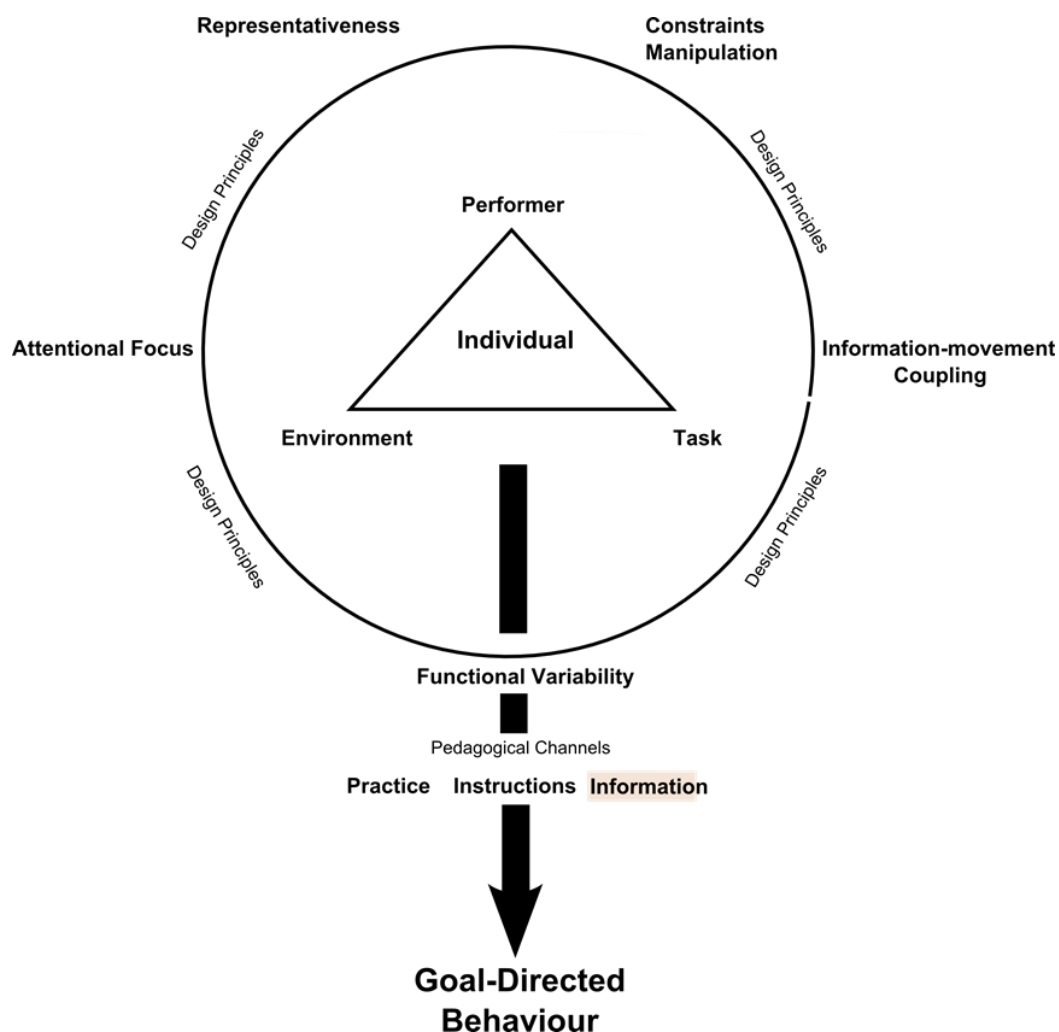 Representativeness
Constraints
Manipulation
Design Principles
Design Principles
Performer
Individual
Attentional Focus
Information-movement
Coupling
Environment
Task
Design Principles
Design Principles
Functional Variability
Pedagogical Channels
Practice
Instructions
Information
Goal-Directed
Behaviour